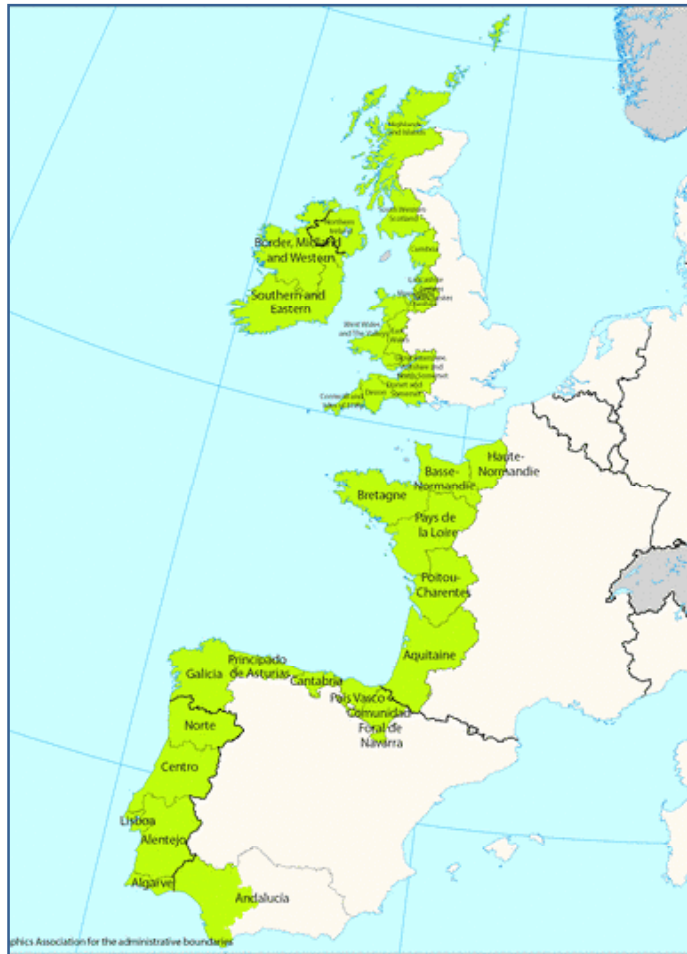 Highlands
and Islands
South Western
Scotland
Northern
Ireland
Border, Midland
and Western
Cumbria
Lancashire
Southern and
Eastern
West Wales
and The Valleys
East
Wales
Devon
Dorset and
Somerset
Cornwall and
Haute-
Normandie
Basse-
Normandie
Bretagne
Pays de
la Loire
Poitou-
Charentes
Aquitaine
Principado
de Asturias
Galicia
Cantabria
País Vasco
Comunidad
Foral de
Navarra
Norte
Centro
Lisboa
Alentejo
Algarve
Andalucía
phics Association for the administrative boundaries